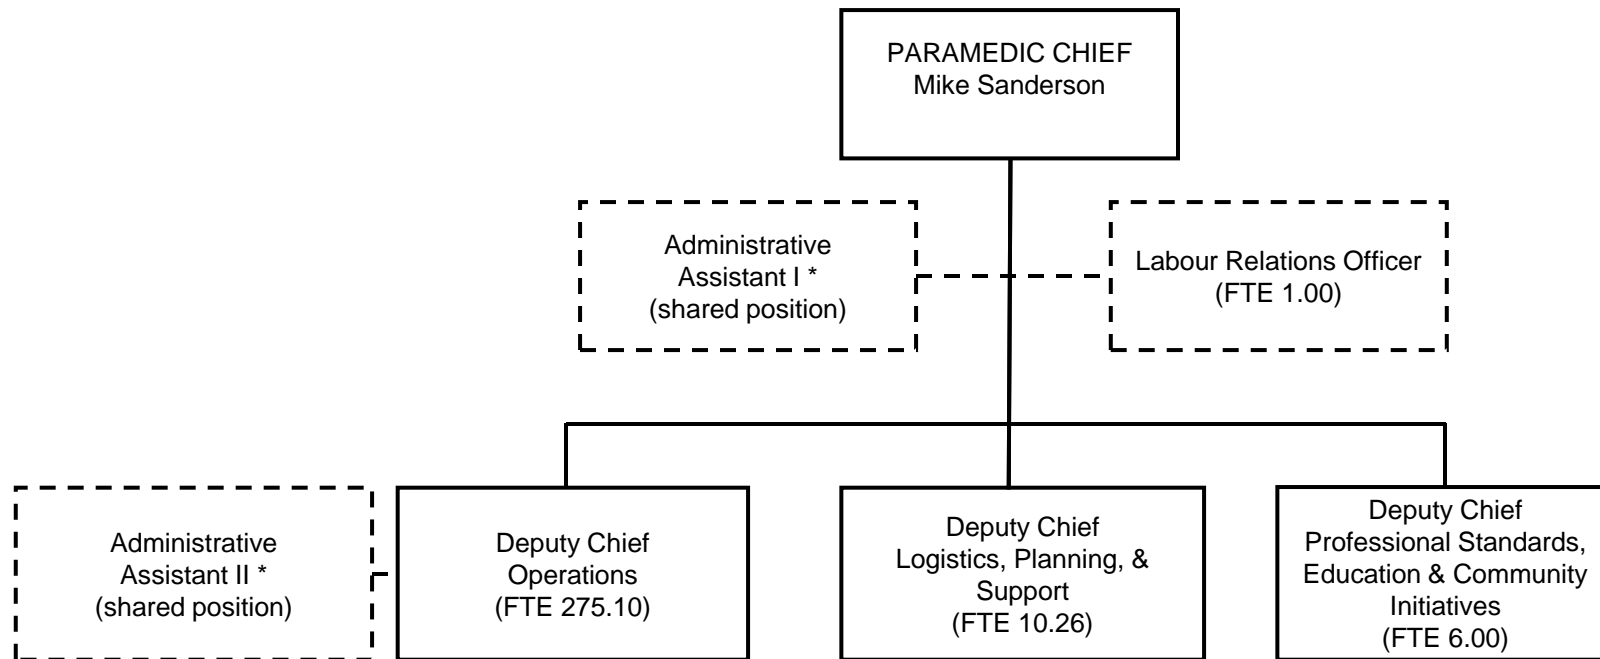 PARAMEDIC CHIEF
Mike Sanderson
Administrative
Assistant I *
(shared position)
Labour Relations Officer
(FTE 1.00)
Administrative
Assistant II *
(shared position)
Deputy Chief
Operations
(FTE 275.10)
Deputy Chief
Logistics, Planning, &
Support
(FTE 10.26)
Deputy Chief
Professional Standards,
Education & Community
Initiatives
(FTE 6.00)